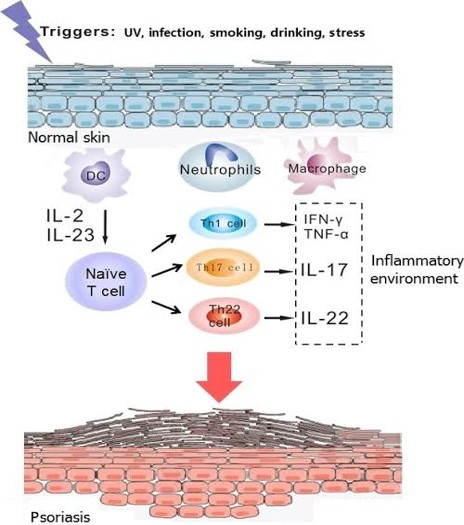 Triggers: UV, infection, smoking, drinking, stress
Normal skin
DC
Neutrophils
Macrophage
IL-2
IL-23
Naïve
T cell
Th1 cell
Th17 cell
Th22
cell
IFN-γ
TNF-α
IL-17
IL-22
Inflammatory
environment
Psoriasis